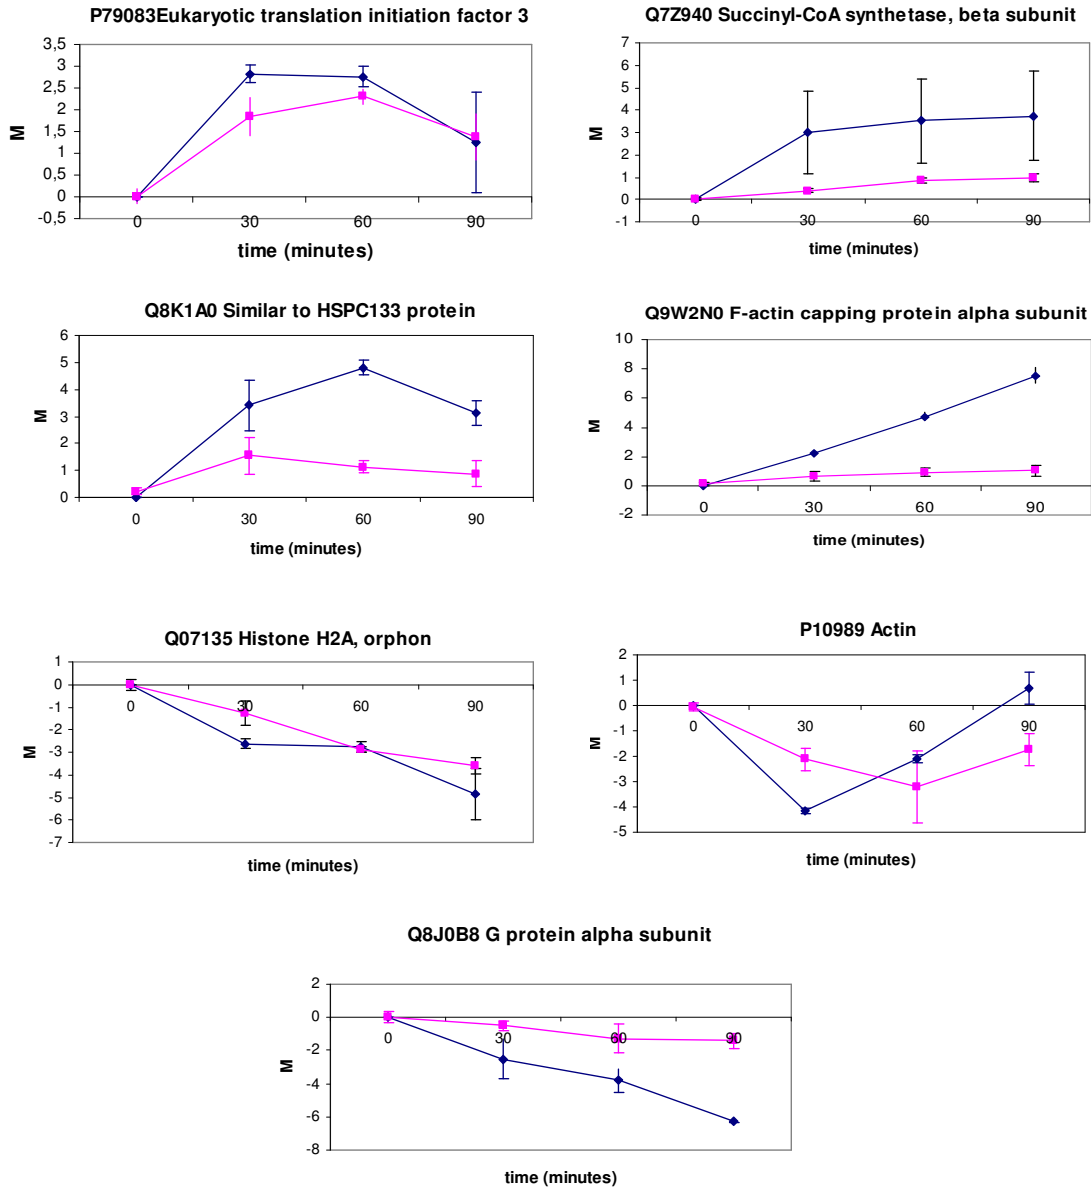 P79083Eukaryotic translation initiation factor 3
3,5
3
2,5
2
1,5
1
0,5
0
-0,5
M
0 30 60 90
time (minutes)
Q7Z940 Succinyl-CoA synthetase, beta subunit
7
6
5
4
3
2
1
0
-1
M
0 30 60 90
time (minutes)
Q8K1A0 Similar to HSPC133 protein
6
5
4
3
2
1
0
M
0 30 60 90
time (minutes)
Q9W2N0 F-actin capping protein alpha subunit
10
8
6
4
2
0
-2
M
0 30 60 90
time (minutes)
Q07135 Histone H2A, orphon
1
0
-1
-2
-3
-4
-5
-6
-7
M
0 30 60 90
time (minutes)
P10989 Actin
2
1
0
-1
-2
-3
-4
-5
M
0 30 60 90
time (minutes)
Q8J0B8 G protein alpha subunit
2
0
-2
-4
-6
-8
M
0 30 60 90
time (minutes)